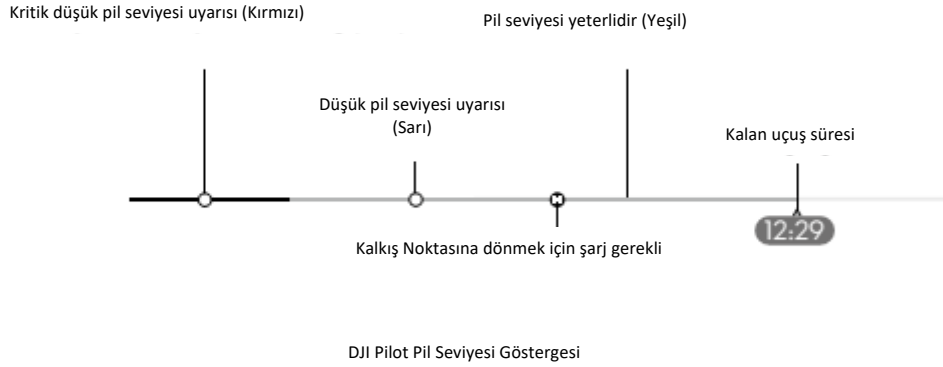 Kritik düşük pil seviyesi uyarısı (Kırmızı)
Pil seviyesi yeterlidir (Yeşil)
Düşük pil seviyesi uyarısı
(Sarı)
Kalan uçuş süresi
12:29
Kalkış Noktasına dönmek için şarj gerekli
DJI Pilot Pil Seviyesi Göstergesi